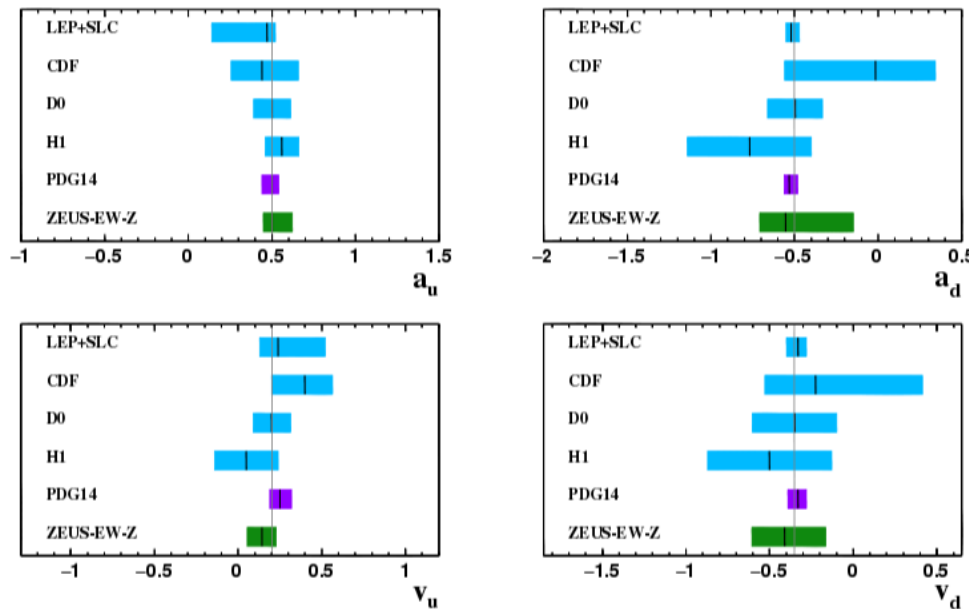 LEP+SLC
CDF
D0
H1
PDG14
ZEUS-EW-Z
−1 −0.5 0 0.5 1 1.5
a_u
LEP+SLC
CDF
D0
H1
PDG14
ZEUS-EW-Z
−2 −1.5 −1 −0.5 0 0.5
a_d
LEP+SLC
CDF
D0
H1
PDG14
ZEUS-EW-Z
−1 −0.5 0 0.5 1
v_u
LEP+SLC
CDF
D0
H1
PDG14
ZEUS-EW-Z
−1.5 −1 −0.5 0 0.5
v_d